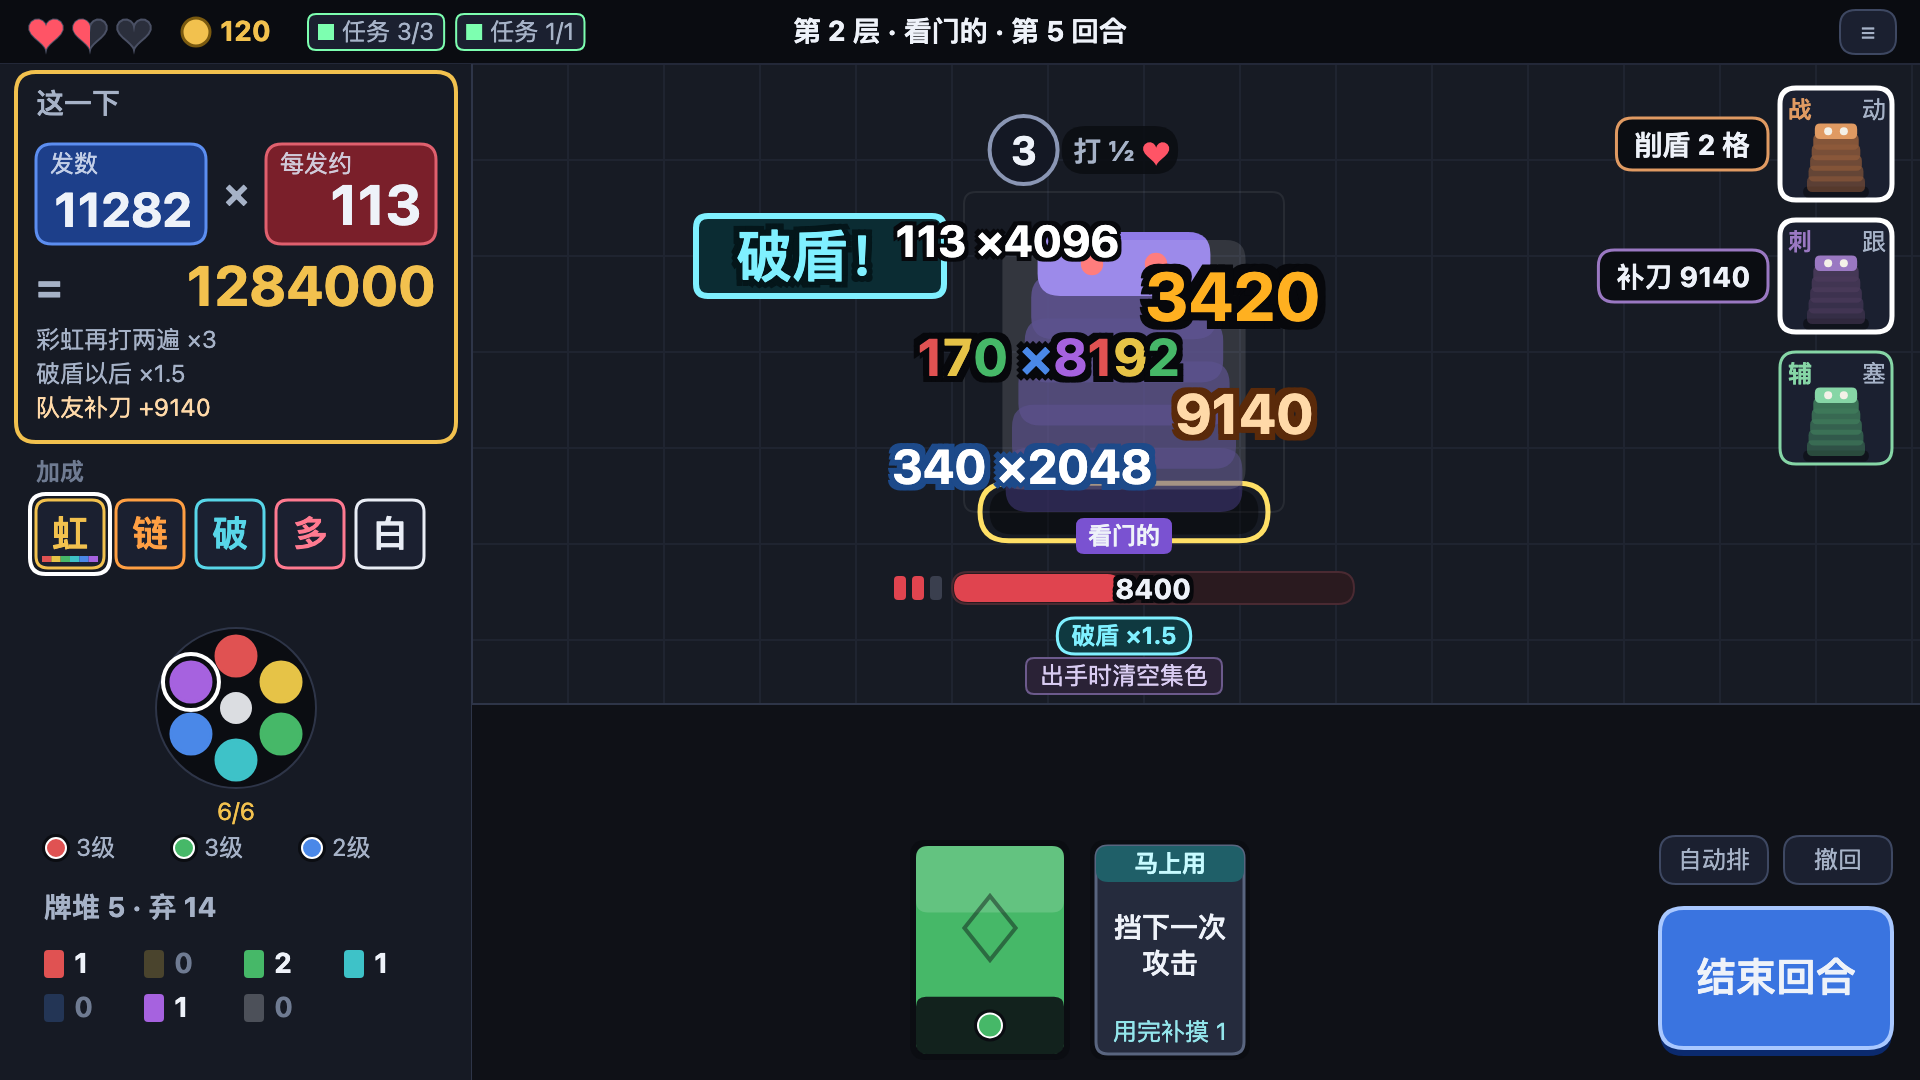 120
任务 3/3
任务 1/1
第 2 层 · 看门的 · 第 5 回合
≡
这一下
发数
11282
×
每发约
113
=
1284000
彩虹再打两遍 ×3
破盾以后 ×1.5
队友补刀 +9140
加成
虹
链
破
多
白
6/6
3级
3级
2级
牌堆 5 · 弃 14
1
0
2
1
0
1
0
3
打 ½
破盾！
113 ×4096
3420
170 ×8192
9140
340 ×2048
看门的
8400
破盾 ×1.5
出手时清空集色
削盾 2 格
战
动
补刀 9140
刺
跟
辅
塞
马上用
挡下一次
攻击
用完补摸 1
自动排
撤回
结束回合